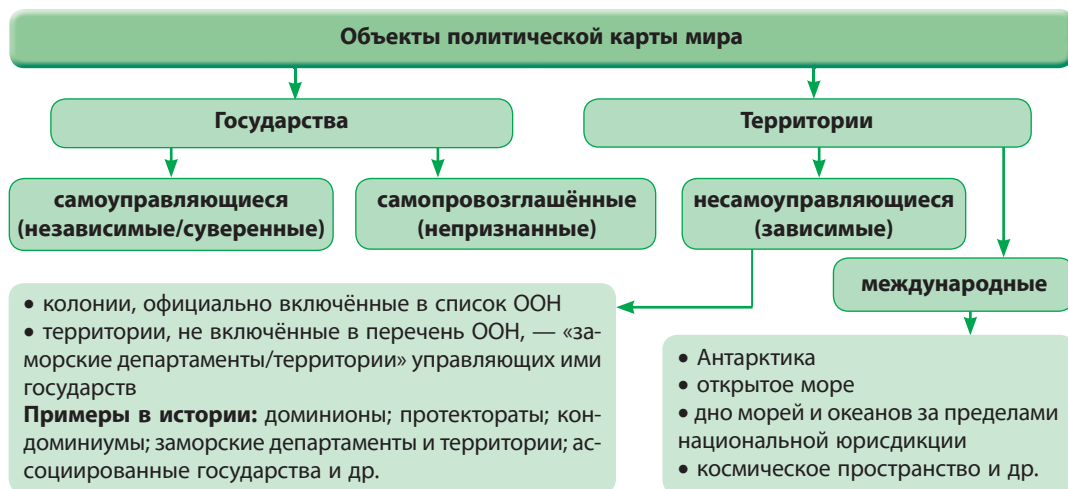 Объекты политической карты мира
Государства
Территории
самоуправляющиеся
(независимые/суверенные)
самопровозглашённые
(непризнанные)
несамоуправляющиеся
(зависимые)
международные
• колонии, официально включённые в список ООН
• территории, не включённые в перечень ООН, — «за-
морские департаменты/территории» управляющих ими
государств
Примеры в истории: доминионы; протектораты; кон-
доминиумы; заморские департаменты и территории; ас-
социированные государства и др.
• Антарктика
• открытое море
• дно морей и океанов за пределами
национальной юрисдикции
• космическое пространство и др.